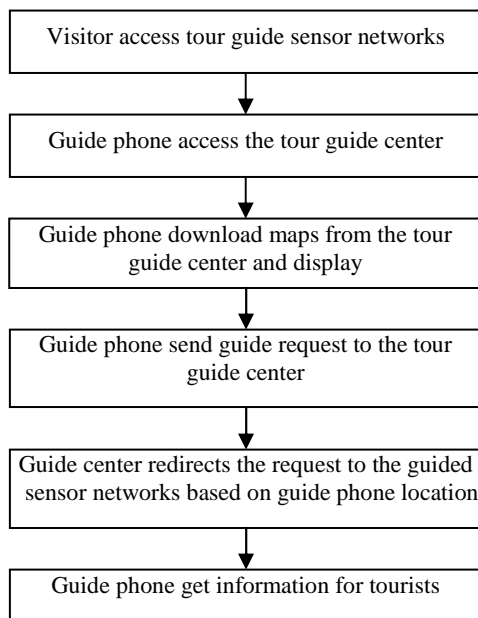 Visitor access tour guide sensor networks
Guide phone access the tour guide center
Guide phone download maps from the tour
guide center and display
Guide phone send guide request to the tour
guide center
Guide center redirects the request to the guided
sensor networks based on guide phone location
Guide phone get information for tourists